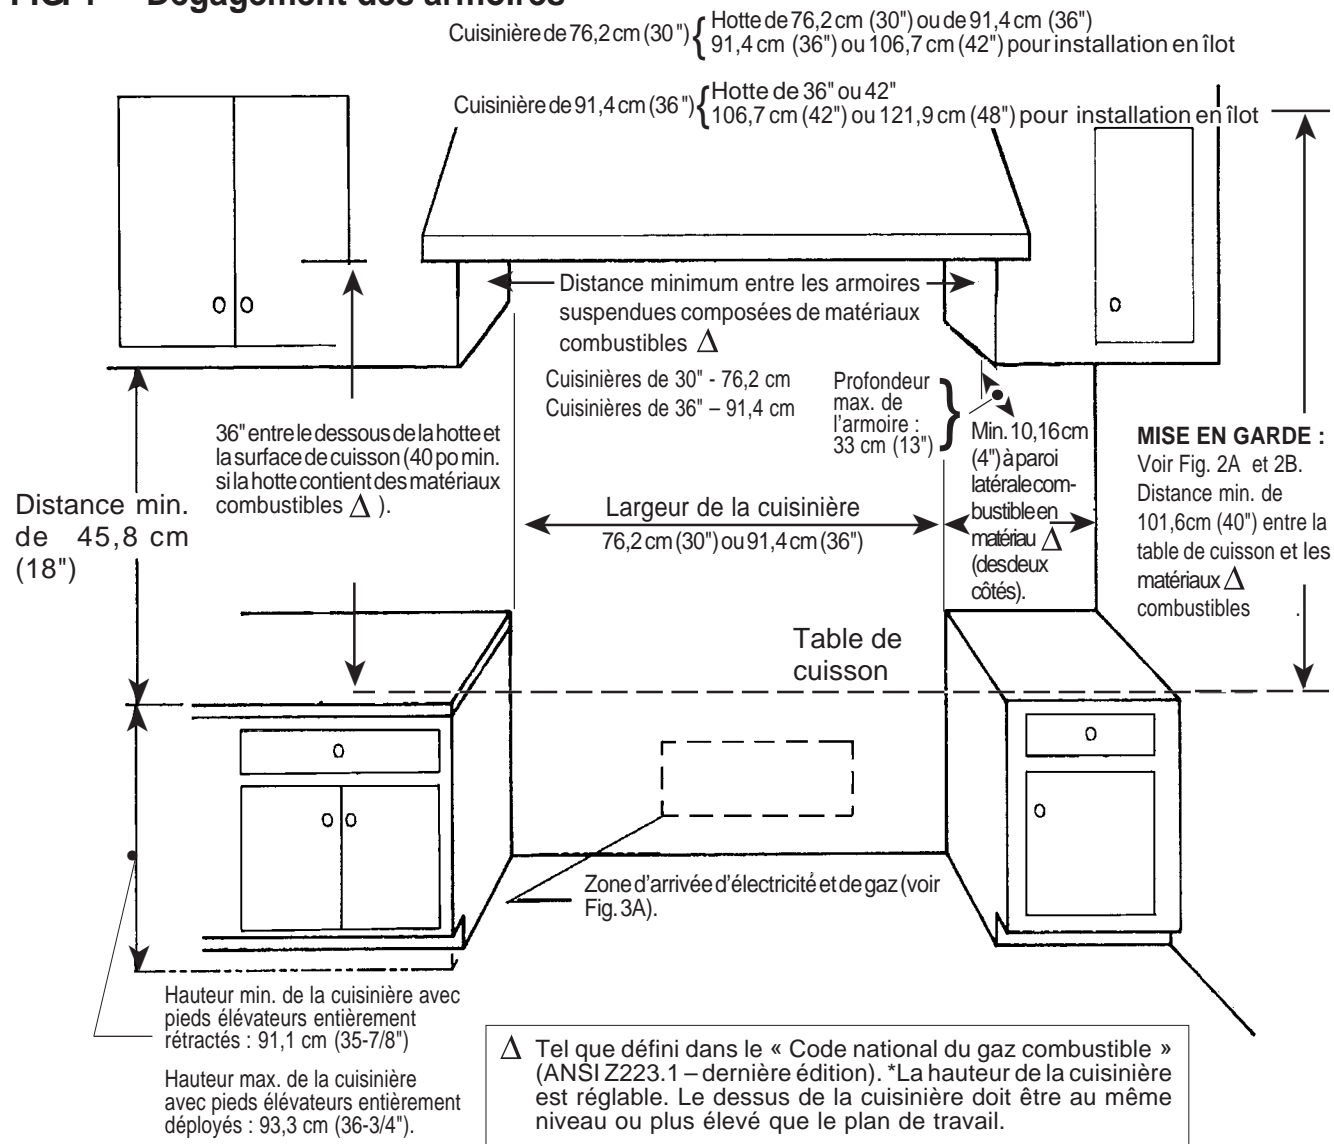 FIG. 1 Dégagement des armoires
Cuisinière de 76,2 cm (30") { Hotte de 76,2 cm (30") ou de 91,4 cm (36")
91,4 cm (36") ou 106,7 cm (42") pour installation en îlot
Cuisinière de 91,4 cm (36") { Hotte de 36" ou 42"
106,7 cm (42") ou 121,9 cm (48") pour installation en îlot
Distance minimum entre les armoires
suspendues composées de matériaux
combustibles Δ
Cuisinières de 30" - 76,2 cm
Cuisinières de 36" – 91,4 cm
Profondeur
max. de
l'armoire :
33 cm (13")
}
36" entre le dessous de la hotte et
la surface de cuisson (40 po min.
si la hotte contient des matériaux
combustibles Δ ).
Distance min.
de 45,8 cm
(18")
Largeur de la cuisinière
76,2 cm (30") ou 91,4 cm (36")
Min. 10,16 cm
(4") à paroi
latérale com-
bustible en
matériau Δ
(des deux
côtés).
MISE EN GARDE :
Voir Fig. 2A et 2B.
Distance min. de
101,6cm (40") entre la
table de cuisson et les
matériaux Δ
combustibles .
Table de
cuisson
Zone d'arrivée d'électricité et de gaz (voir
Fig. 3A).
Hauteur min. de la cuisinière avec
pieds élévateurs entièrement
rétractés : 91,1 cm (35-7/8")
Hauteur max. de la cuisinière
avec pieds élévateurs entièrement
déployés : 93,3 cm (36-3/4").
Δ Tel que défini dans le « Code national du gaz combustible »
(ANSI Z223.1 – dernière édition). *La hauteur de la cuisinière
est réglable. Le dessus de la cuisinière doit être au même
niveau ou plus élevé que le plan de travail.